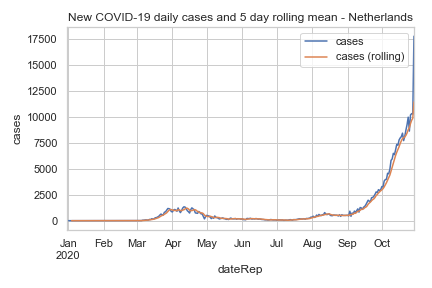 New COVID-19 daily cases and 5 day rolling mean - Netherlands
cases
cases (rolling)
17500
15000
12500
10000
7500
5000
2500
0
cases
Jan Feb Mar Apr May Jun Jul Aug Sep Oct
2020
dateRep